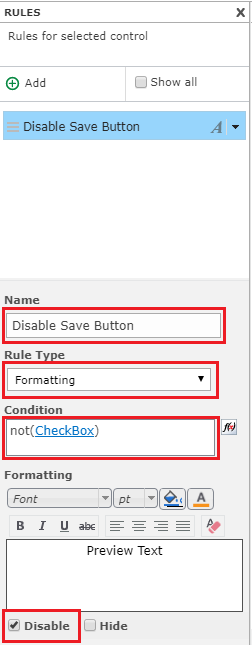 RULES X
Rules for selected control
Add Show all
Disable Save Button A
Name
Disable Save Button
Rule Type
Formatting
Condition
not(CheckBox) f(x)
Formatting
Font pt A
B I U abc
Preview Text
Disable Hide